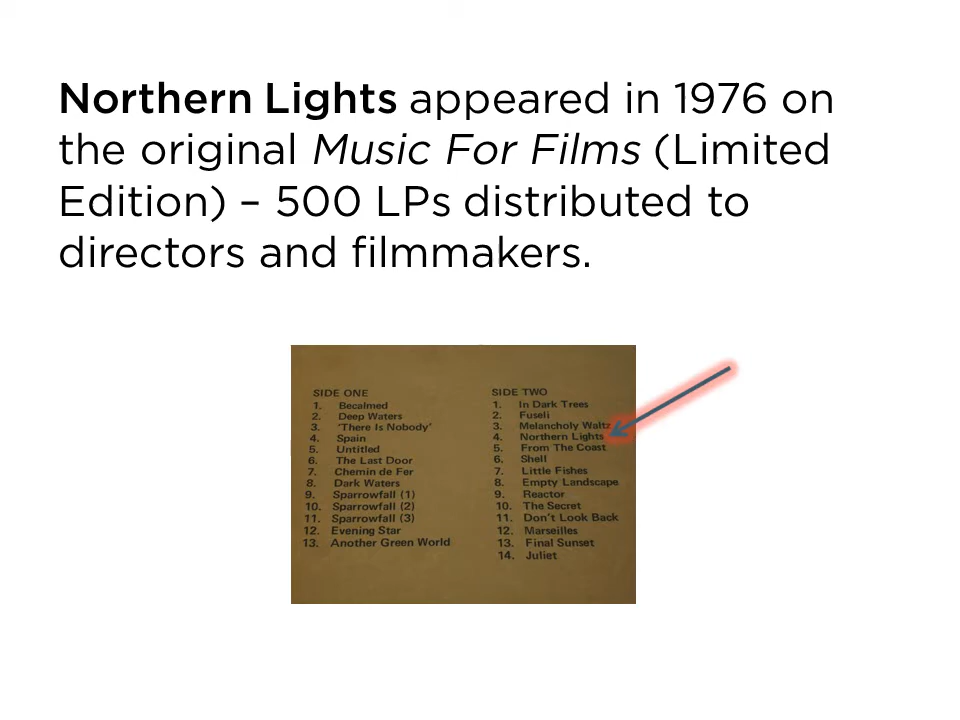 Northern Lights appeared in 1976 on
the original Music For Films (Limited
Edition) – 500 LPs distributed to
directors and filmmakers.
SIDE ONE
1. Becalmed
2. Deep Waters
3. 'There Is Nobody'
4. Spain
5. Untitled
6. The Last Door
7. Chemin de Fer
8. Dark Waters
9. Sparrowfall (1)
10. Sparrowfall (2)
11. Sparrowfall (3)
12. Evening Star
13. Another Green World
SIDE TWO
1. In Dark Trees
2. Fuseli
3. Melancholy Waltz
4. Northern Lights
5. From The Coast
6. Shell
7. Little Fishes
8. Empty Landscape
9. Reactor
10. The Secret
11. Don't Look Back
12. Marseilles
13. Final Sunset
14. Juliet